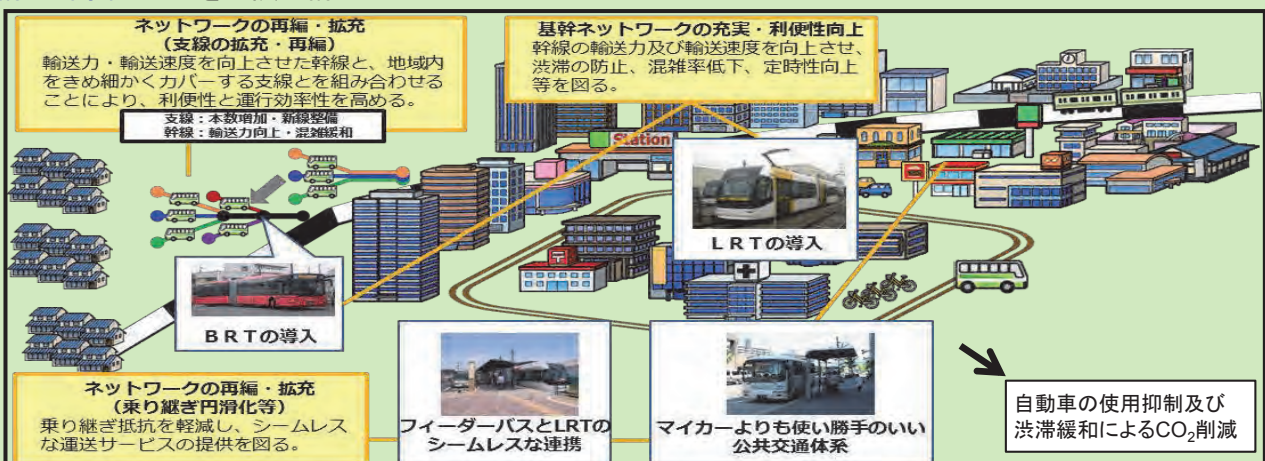 ネットワークの再編・拡充
(支線の拡充・再編)
輸送力・輸送速度を向上させた幹線と、地域内
をきめ細かくカバーする支線とを組み合わせる
ことにより、利便性と運行効率性を高める。
支線：本数増加・新線整備
幹線：輸送力向上・混雑緩和
基幹ネットワークの充実・利便性向上
幹線の輸送力及び輸送速度を向上させ、
渋滞の防止、混雑率低下、定時性向上
等を図る。
Station
LRTの導入
BRTの導入
ネットワークの再編・拡充
(乗り継ぎ円滑化等)
乗り継ぎ抵抗を軽減し、シームレス
な運送サービスの提供を図る。
フィーダーバスとLRTの
シームレスな連携
マイカーよりも使い勝手のいい
公共交通体系
自動車の使用抑制及び
渋滞緩和によるCO₂削減